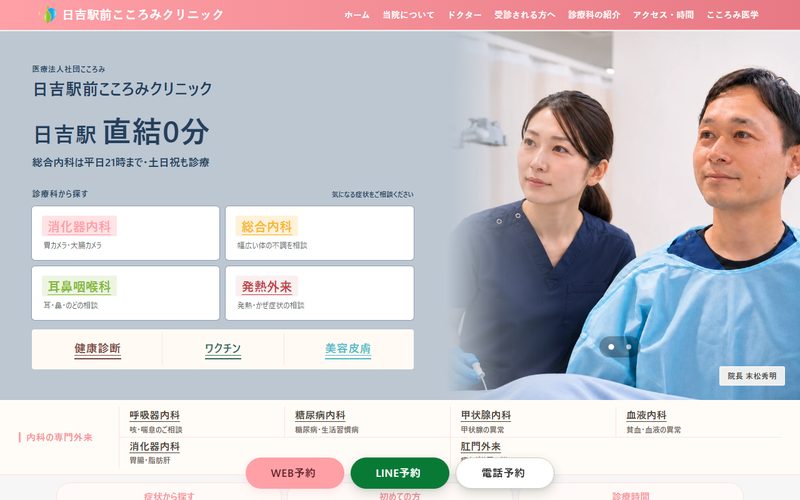 日吉駅前こころみクリニック
ホーム 当院について ドクター 受診される方へ 診療科の紹介 アクセス・時間 こころみ医学
医療法人社団こころみ
日吉駅前こころみクリニック
日吉駅 直結0分
総合内科は平日21時まで・土日祝も診療
診療科から探す 気になる症状をご相談ください
消化器内科 総合内科
胃カメラ・大腸カメラ 幅広い体の不調を相談
耳鼻咽喉科 発熱外来
耳・鼻・のどの相談 発熱・かぜ症状の相談
健康診断 ワクチン 美容皮膚
院長 末松秀明
内科の専門外来
呼吸器内科 糖尿病内科 甲状腺内科 血液内科
咳・喘息のご相談 糖尿病・生活習慣病 甲状腺の異常 貧血・血液の異常
消化器内科 肛門外来
胃腸・脂肪肝
WEB予約 LINE予約 電話予約
症状から探す 初めての方 診療時間